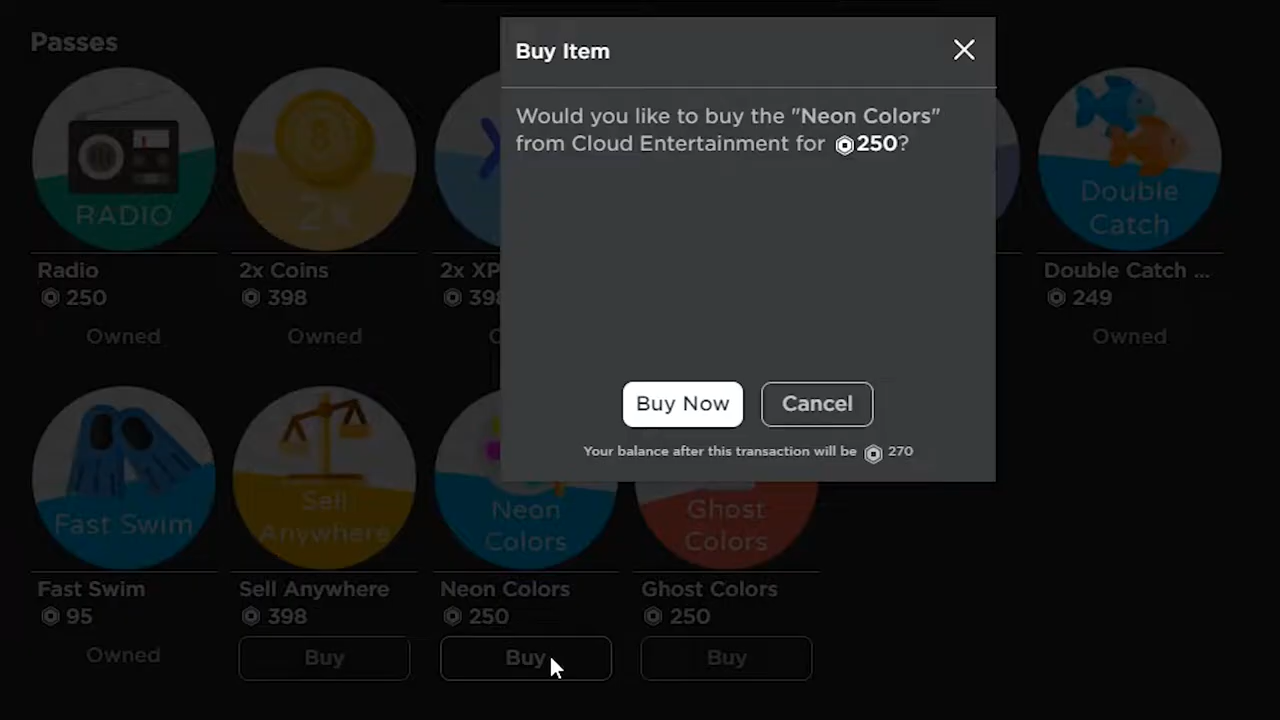 Passes
Buy Item
Would you like to buy the "Neon Colors"
from Cloud Entertainment for 250?
Buy Now
Cancel
Your balance after this transaction will be 270
RADIO
2x
Double
Catch
Radio
2x Coins
2x XP
Double Catch ...
250
398
249
Owned
Owned
Owned
Fast Swim
Sell
Anywhere
Neon
Colors
Ghost
Colors
Fast Swim
Sell Anywhere
Neon Colors
Ghost Colors
95
398
250
250
Owned
Buy
Buy
Buy